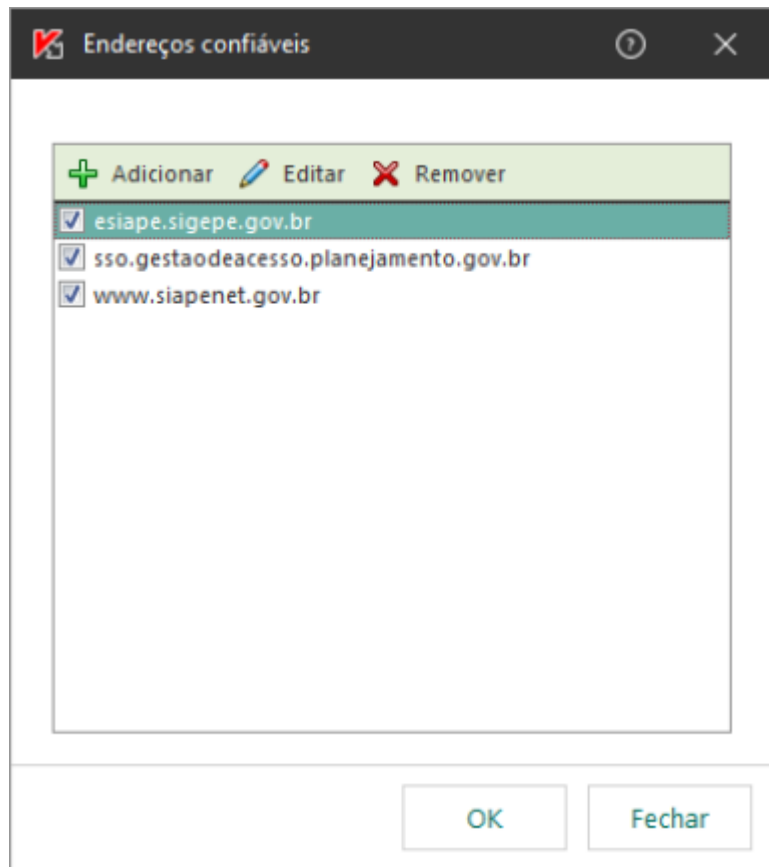 Endereços confiáveis
Adicionar Editar Remover
esiape.sigepe.gov.br
sso.gestaodeacesso.planejamento.gov.br
www.siapenet.gov.br
OK Fechar